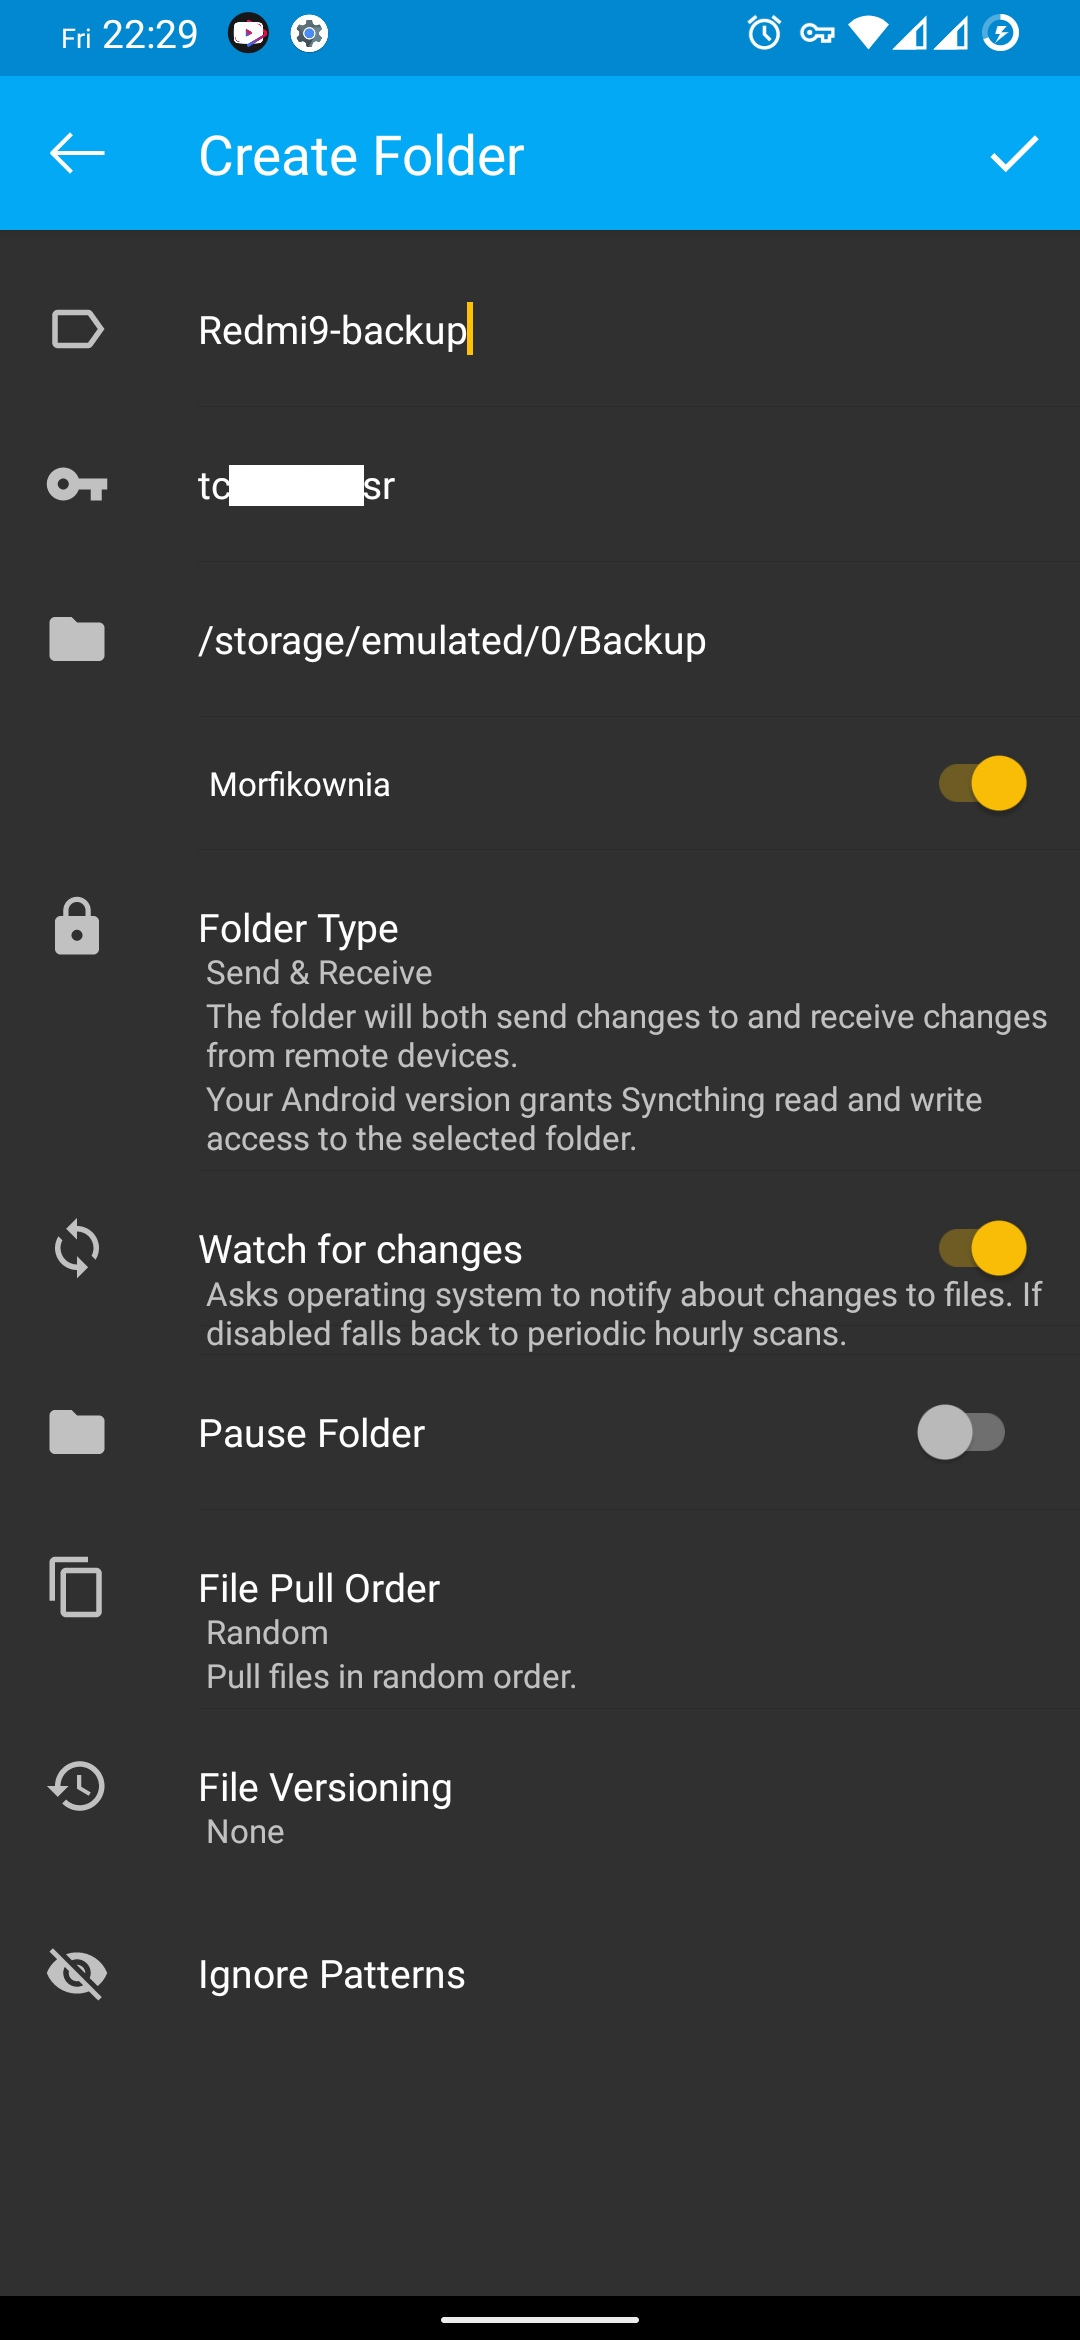 Fri 22:29
Create Folder
Redmi9-backup
tc sr
/storage/emulated/0/Backup
Morfikownia
Folder Type
Send & Receive
The folder will both send changes to and receive changes
from remote devices.
Your Android version grants Syncthing read and write
access to the selected folder.
Watch for changes
Asks operating system to notify about changes to files. If
disabled falls back to periodic hourly scans.
Pause Folder
File Pull Order
Random
Pull files in random order.
File Versioning
None
Ignore Patterns